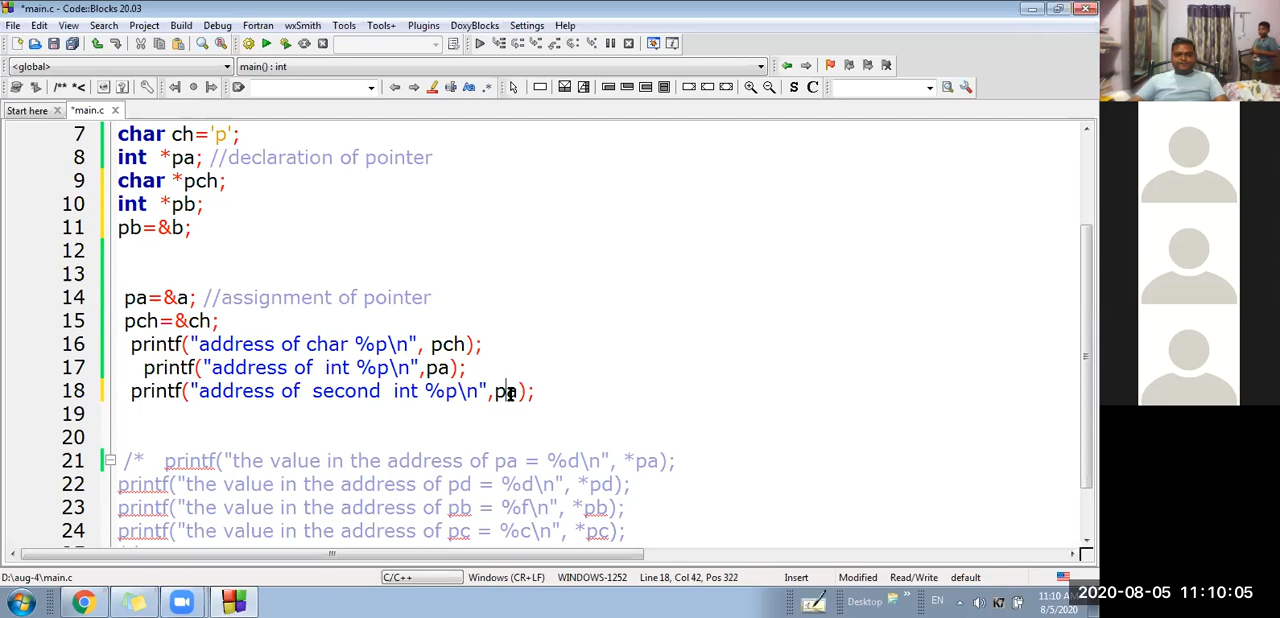 *main.c - Code::Blocks 20.03
File Edit View Search Project Build Debug Fortran wxSmith Tools Tools+ Plugins DoxyBlocks Settings Help
<global> main() : int
/** *<
S C
Start here *main.c
7 char ch='p';
8 int *pa; //declaration of pointer
9 char *pch;
10 int *pb;
11 pb=&b;
12
13
14 pa=&a; //assignment of pointer
15 pch=&ch;
16 printf("address of char %p\n", pch);
17 printf("address of int %p\n",pa);
18 printf("address of second int %p\n",pa);
19
20
21 /* printf("the value in the address of pa = %d\n", *pa);
22 printf("the value in the address of pd = %d\n", *pd);
23 printf("the value in the address of pb = %f\n", *pb);
24 printf("the value in the address of pc = %c\n", *pc);
D:\aug-4\main.c C/C++ Windows (CR+LF) WINDOWS-1252 Line 18, Col 42, Pos 322 Insert Modified Read/Write default
Desktop » EN 11:10 AM
8/5/2020
2020-08-05 11:10:05